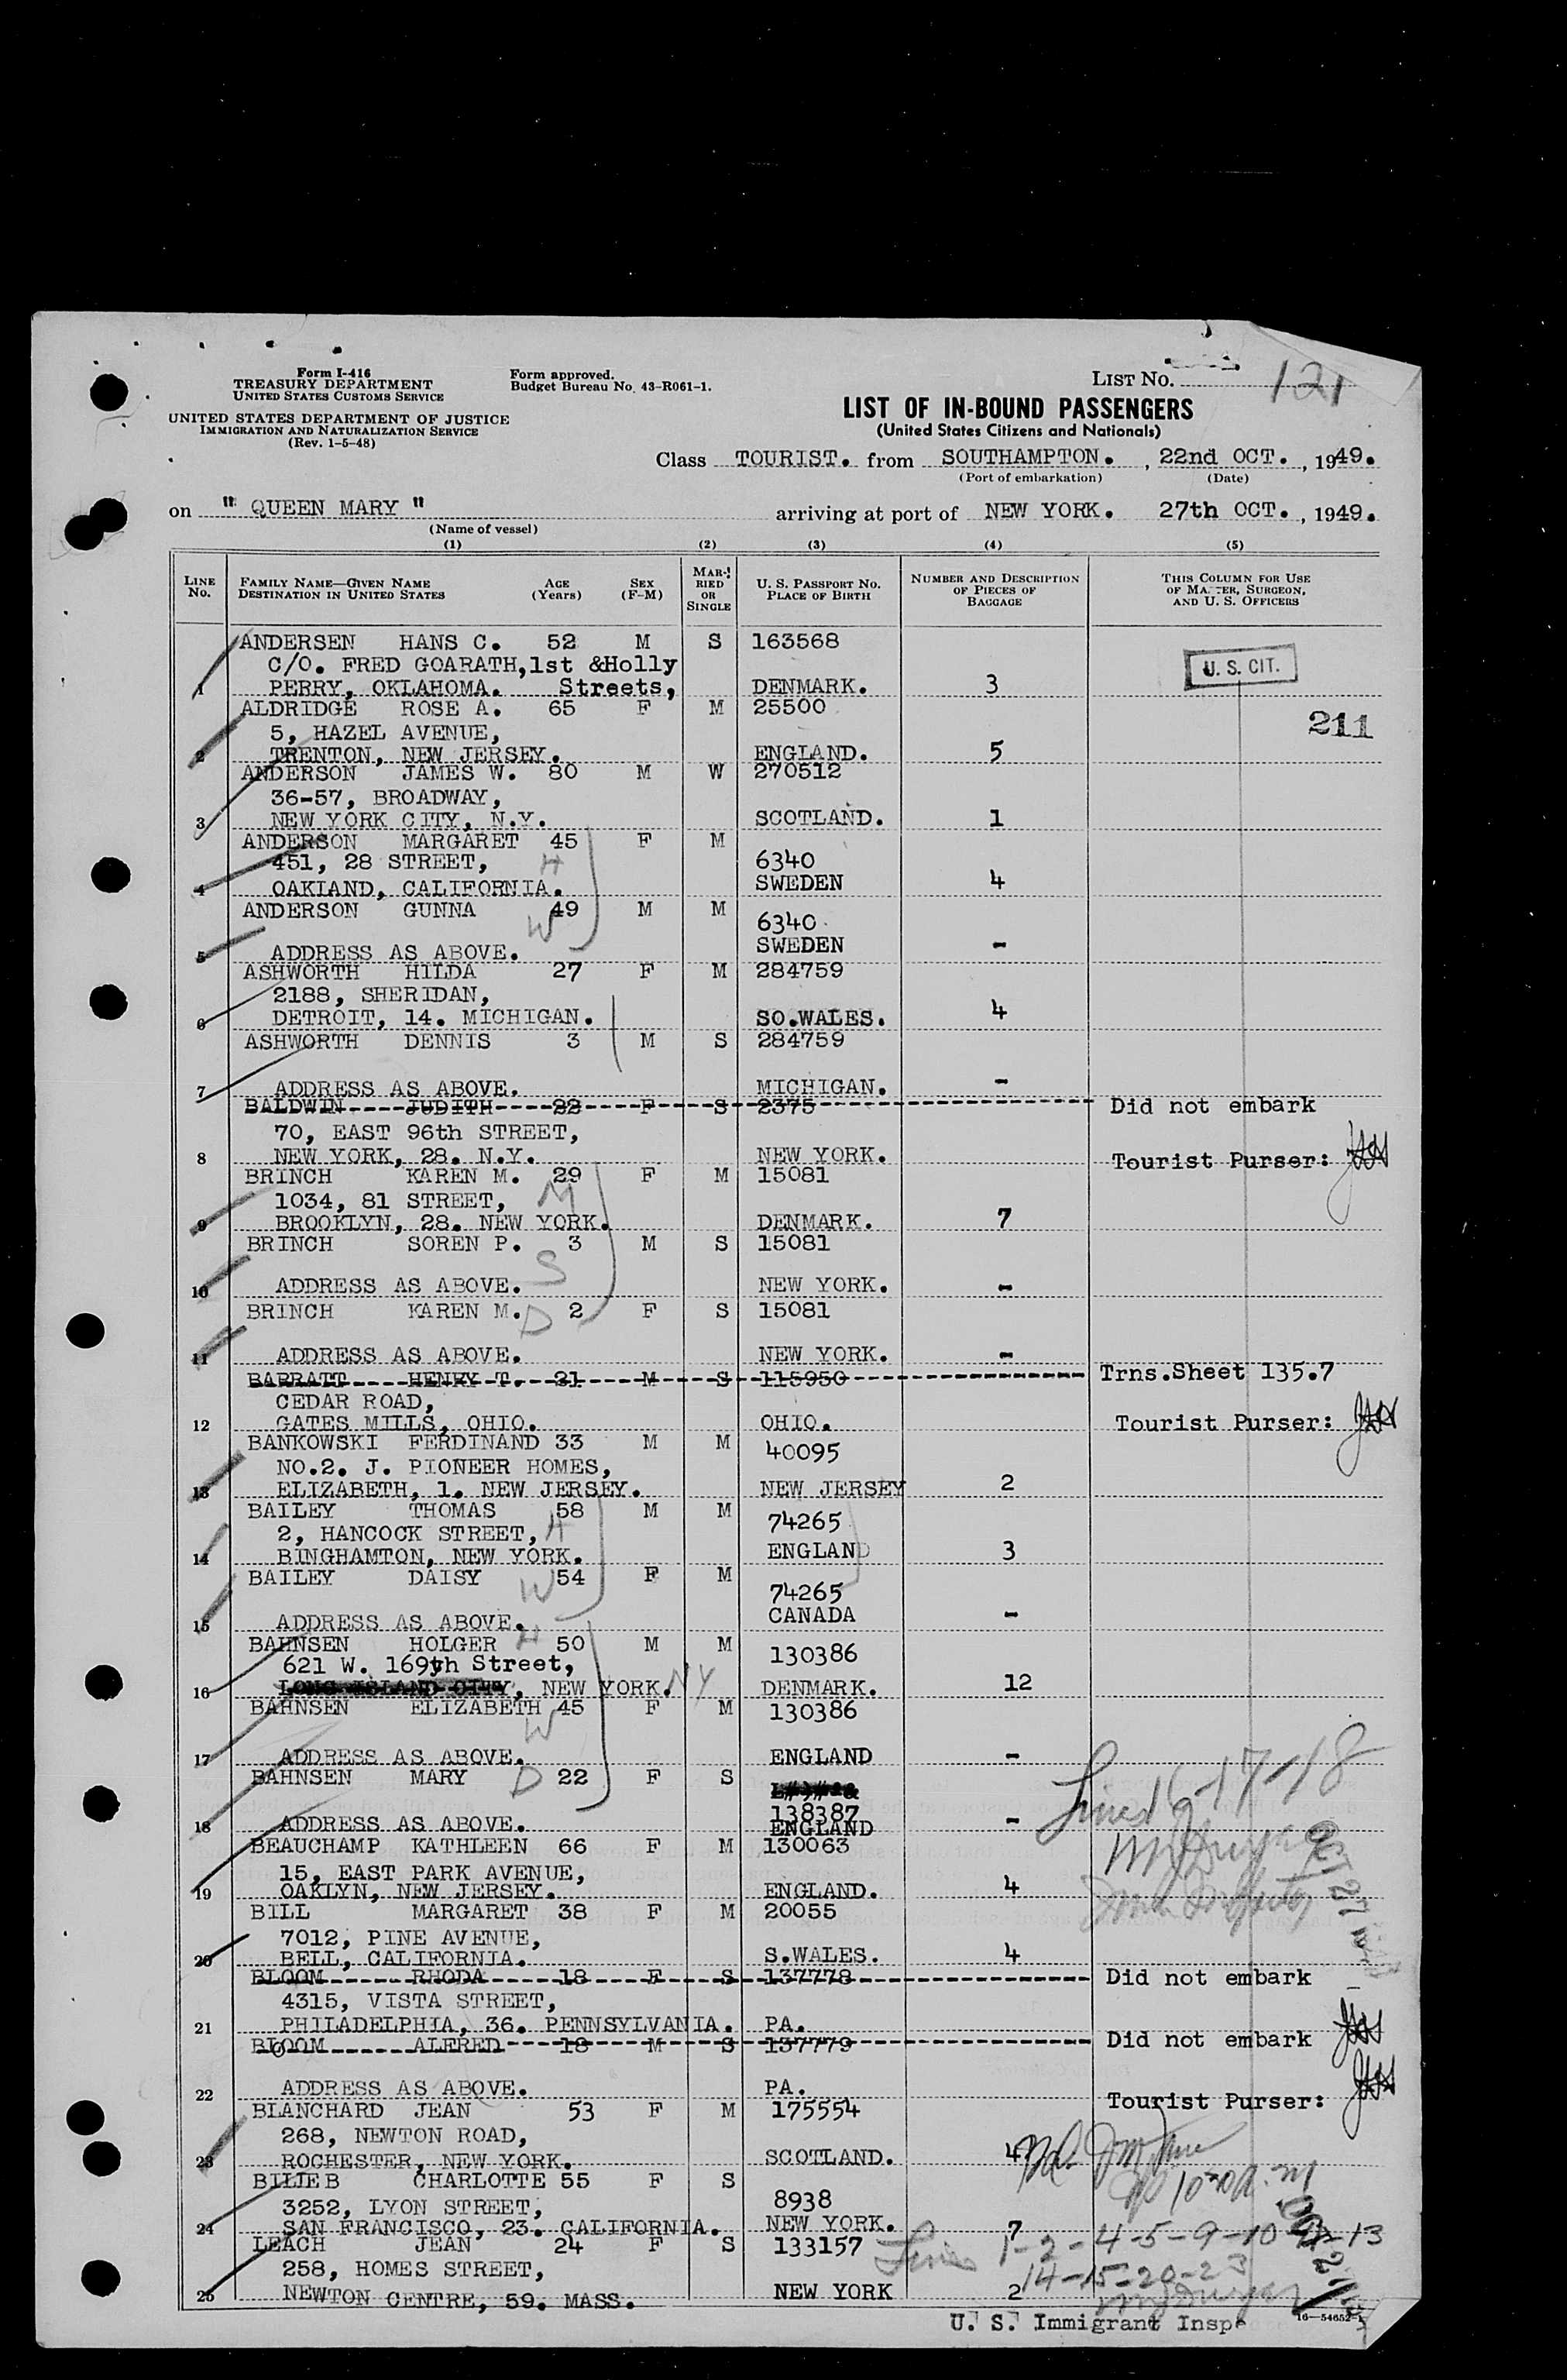 Form I-416
TREASURY DEPARTMENT
UNITED STATES CUSTOMS SERVICE
UNITED STATES DEPARTMENT OF JUSTICE
IMMIGRATION AND NATURALIZATION SERVICE
(Rev. 1-5-48)
Form approved.
Budget Bureau No. 43-R061-1.
LIST NO. 121
LIST OF IN-BOUND PASSENGERS
(United States Citizens and Nationals)
Class TOURIST. from SOUTHAMPTON. , 22nd OCT. , 1949.
(Port of embarkation) (Date)
on " QUEEN MARY " arriving at port of NEW YORK. 27th OCT. , 1949.
(Name of vessel)
(1) (2) (3) (4) (5)
LINE No. FAMILY NAME—GIVEN NAME DESTINATION IN UNITED STATES AGE (Years) SEX (F-M) MARRIED OR SINGLE U. S. PASSPORT No. PLACE OF BIRTH NUMBER AND DESCRIPTION OF PIECES OF BAGGAGE THIS COLUMN FOR USE OF MASTER, SURGEON, AND U. S. OFFICERS
ANDERSEN HANS C. 52 M S 163568
C/O. FRED GOARATH,1st &Holly U. S. CIT.
1 PERRY, OKLAHOMA. Streets, DENMARK. 3
ALDRIDGE ROSE A. 65 F M 25500 211
5, HAZEL AVENUE,
2 TRENTON, NEW JERSEY. ENGLAND. 5
ANDERSON JAMES W. 80 M W 270512
36-57, BROADWAY,
3 NEW YORK CITY, N.Y. SCOTLAND. 1
ANDERSON MARGARET 45 F M
451, 28 STREET, H 6340
4 OAKLAND, CALIFORNIA. SWEDEN 4
ANDERSON GUNNA 49 M M
W 6340
5 ADDRESS AS ABOVE. SWEDEN -
ASHWORTH HILDA 27 F M 284759
2188, SHERIDAN,
6 DETROIT, 14. MICHIGAN. SO.WALES. 4
ASHWORTH DENNIS 3 M S 284759
7 ADDRESS AS ABOVE. MICHIGAN. -
BALDWIN JUDITH 22 F S 2375 Did not embark
70, EAST 96th STREET,
8 NEW YORK, 28. N.Y. NEW YORK. Tourist Purser:
BRINCH KAREN M. 29 F M 15081
1034, 81 STREET, M
9 BROOKLYN, 28. NEW YORK. DENMARK. 7
BRINCH SOREN P. 3 M S 15081
S
10 ADDRESS AS ABOVE. NEW YORK. -
BRINCH KAREN M. D 2 F S 15081
11 ADDRESS AS ABOVE. NEW YORK. -
BARRATT HENRY T. 21 M S 115950 Trns.Sheet 135.7
CEDAR ROAD,
12 GATES MILLS, OHIO. OHIO. Tourist Purser:
BANKOWSKI FERDINAND 33 M M 40095
NO.2. J. PIONEER HOMES,
13 ELIZABETH, 1. NEW JERSEY. NEW JERSEY 2
BAILEY THOMAS 58 M M 74265
2, HANCOCK STREET, H
14 BINGHAMTON, NEW YORK. ENGLAND 3
BAILEY DAISY W 54 F M 74265
15 ADDRESS AS ABOVE. CANADA -
BAHNSEN HOLGER H 50 M M 130386
621 W. 169th Street,
16 LONG ISLAND CITY, NEW YORK. NY DENMARK. 12
BAHNSEN ELIZABETH 45 F M 130386
W
17 ADDRESS AS ABOVE. ENGLAND -
BAHNSEN MARY D 22 F S
138387 Lines 16-17-18
18 ADDRESS AS ABOVE. ENGLAND -
BEAUCHAMP KATHLEEN 66 F M 130063
15, EAST PARK AVENUE,
19 OAKLYN, NEW JERSEY. ENGLAND. 4
BILL MARGARET 38 F M 20055 OCT 27
7012, PINE AVENUE,
20 BELL, CALIFORNIA. S.WALES. 4
BLOOM RHODA 18 F S 137778 Did not embark
4315, VISTA STREET,
21 PHILADELPHIA, 36. PENNSYLVANIA. PA.
BLOOM ALFRED 18 M S 137779 Did not embark
22 ADDRESS AS ABOVE. PA. Tourist Purser:
BLANCHARD JEAN 53 F M 175554
268, NEWTON ROAD,
23 ROCHESTER, NEW YORK. SCOTLAND. 4
BILIEB CHARLOTTE 55 F S 8938
3252, LYON STREET,
24 SAN FRANCISCO, 23. CALIFORNIA. NEW YORK. 7
LEACH JEAN 24 F S 133157 Lines 1-2-4-5-9-10-11-13
258, HOMES STREET, 14-15-20-23
25 NEWTON CENTRE, 59. MASS. NEW YORK 2
U. S. Immigrant Inspe 16—54652-1